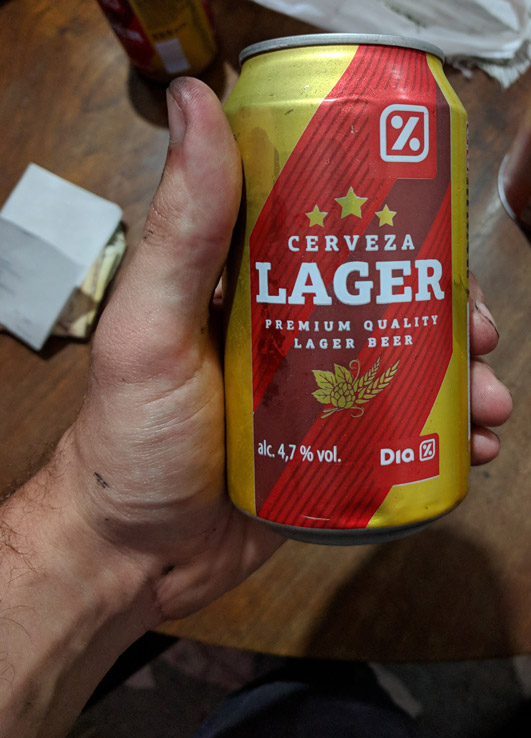 %
CERVEZA
LAGER
PREMIUM QUALITY
LAGER BEER
alc. 4,7 % vol.
DIA %